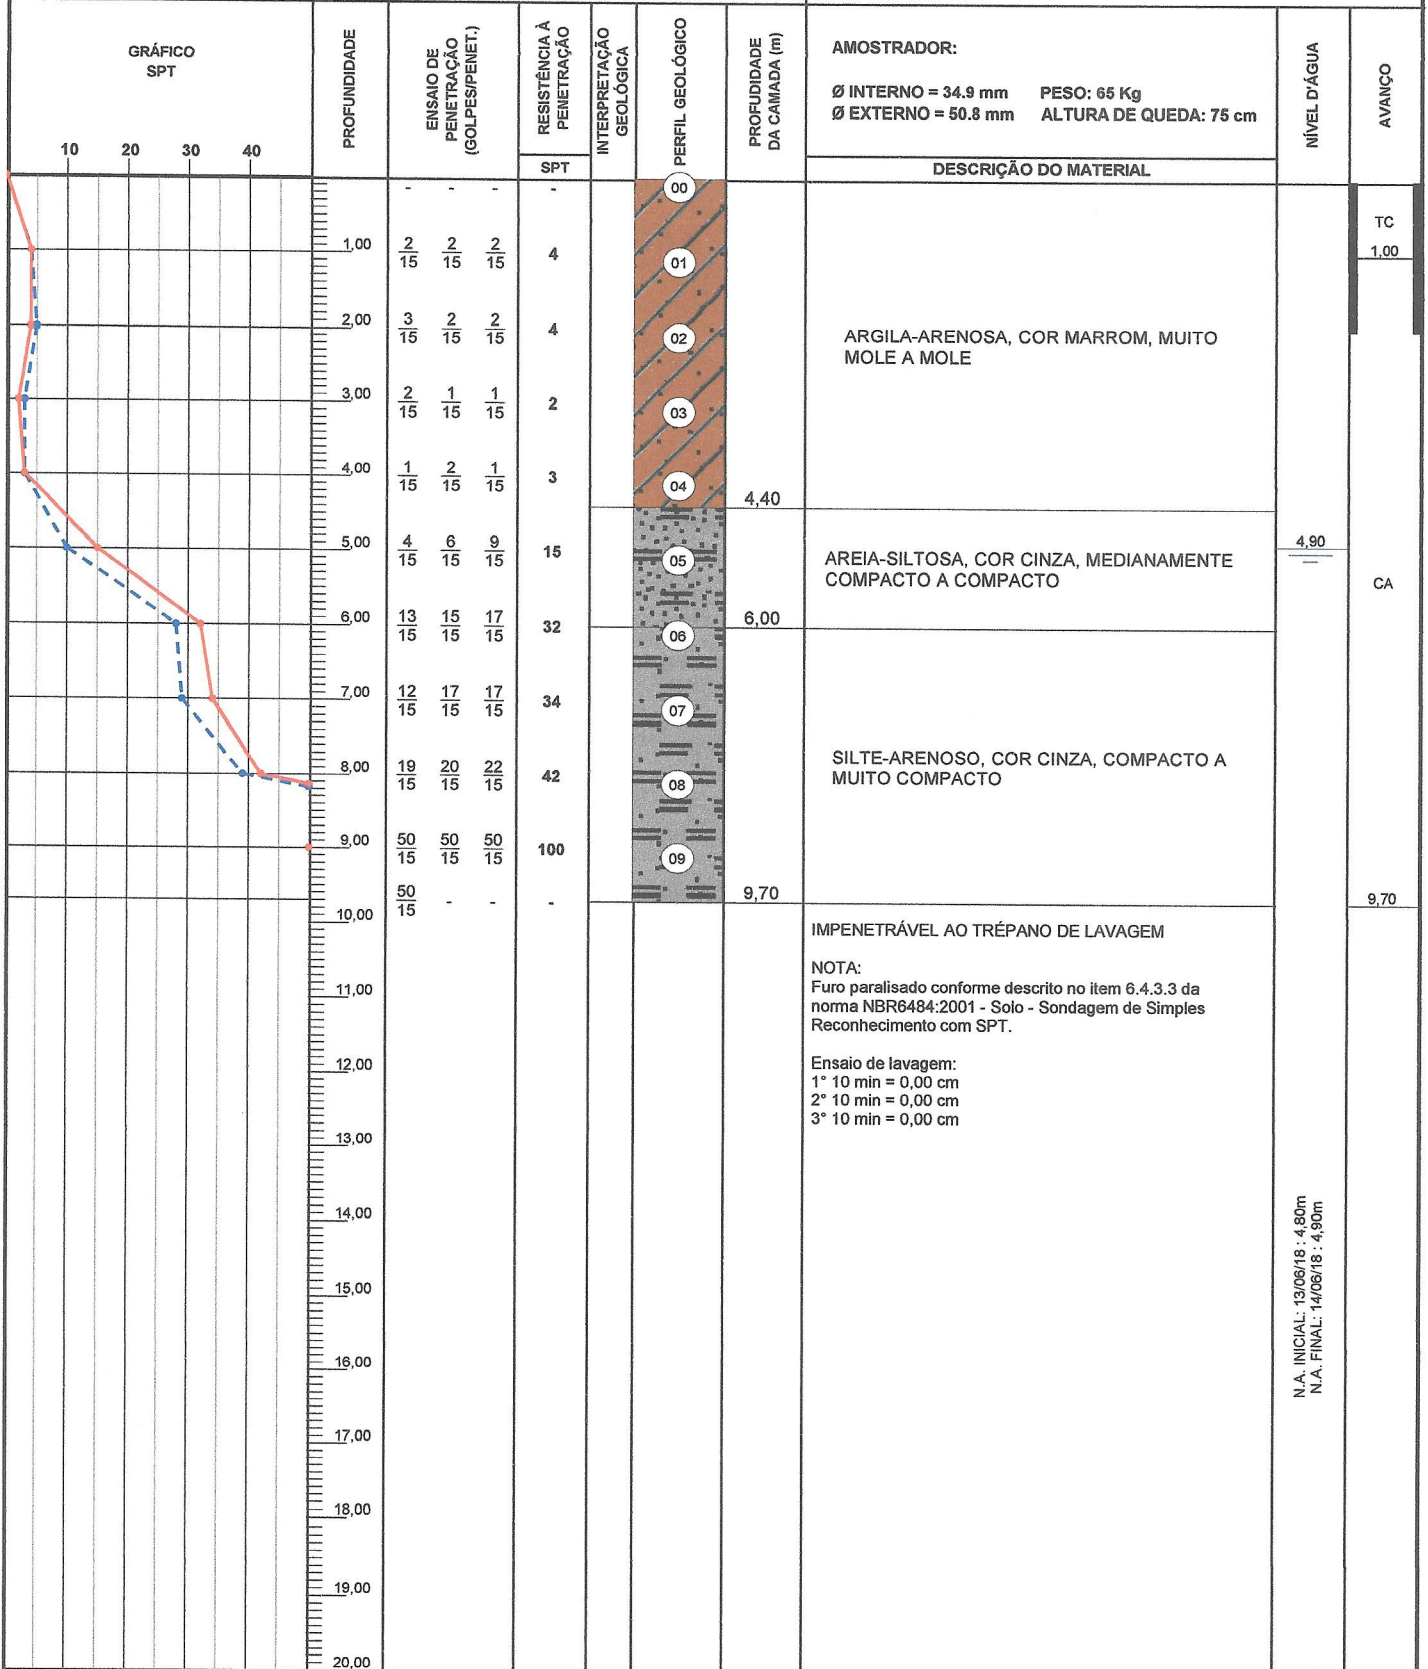 GRÁFICO
SPT
10 20 30 40
PROFUNDIDADE
ENSAIO DE
PENETRAÇÃO
(GOLPES/PENET.)
RESISTÊNCIA À
PENETRAÇÃO
SPT
INTERPRETAÇÃO
GEOLÓGICA
PERFIL GEOLÓGICO
PROFUDIDADE
DA CAMADA (m)
AMOSTRADOR:
Ø INTERNO = 34.9 mm PESO: 65 Kg
Ø EXTERNO = 50.8 mm ALTURA DE QUEDA: 75 cm
DESCRIÇÃO DO MATERIAL
NÍVEL D'ÁGUA
AVANÇO
- - - - 00
TC
1,00 2/15 2/15 2/15 4 01
1,00
2,00 3/15 2/15 2/15 4 02
ARGILA-ARENOSA, COR MARROM, MUITO
MOLE A MOLE
3,00 2/15 1/15 1/15 2 03
4,00 1/15 2/15 1/15 3 04
4,40
5,00 4/15 6/15 9/15 15 05
AREIA-SILTOSA, COR CINZA, MEDIANAMENTE
COMPACTO A COMPACTO
4,90
CA
6,00 13/15 15/15 17/15 32 06
6,00
7,00 12/15 17/15 17/15 34 07
SILTE-ARENOSO, COR CINZA, COMPACTO A
MUITO COMPACTO
8,00 19/15 20/15 22/15 42 08
9,00 50/15 50/15 50/15 100 09
50/15 - - -
9,70
9,70
10,00
IMPENETRÁVEL AO TRÉPANO DE LAVAGEM
NOTA:
Furo paralisado conforme descrito no item 6.4.3.3 da
norma NBR6484:2001 - Solo - Sondagem de Simples
Reconhecimento com SPT.
Ensaio de lavagem:
1° 10 min = 0,00 cm
2° 10 min = 0,00 cm
3° 10 min = 0,00 cm
11,00
12,00
13,00
14,00
15,00
16,00
17,00
18,00
19,00
20,00
N.A. INICIAL: 13/06/18 : 4,80m
N.A. FINAL: 14/06/18 : 4,90m